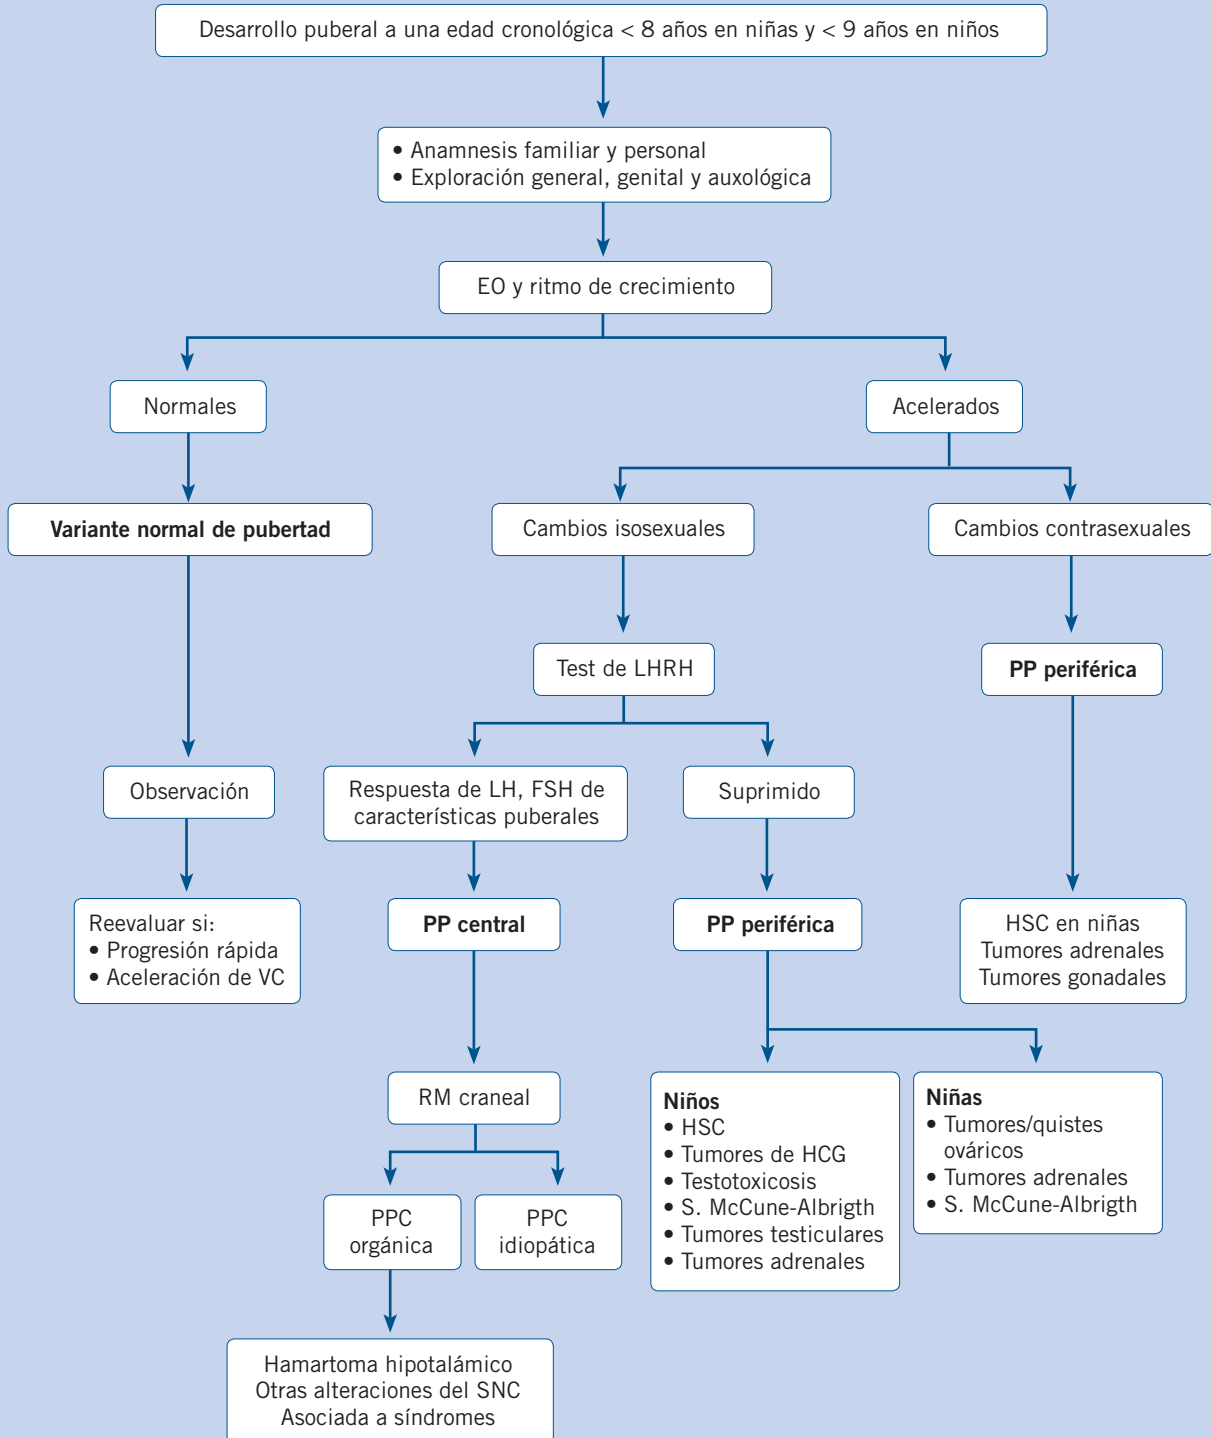 Desarrollo puberal a una edad cronológica < 8 años en niñas y < 9 años en niños
• Anamnesis familiar y personal
• Exploración general, genital y auxológica
EO y ritmo de crecimiento
Normales
Acelerados
Variante normal de pubertad
Cambios isosexuales
Cambios contrasexuales
Test de LHRH
PP periférica
Observación
Respuesta de LH, FSH de
características puberales
Suprimido
Reevaluar si:
• Progresión rápida
• Aceleración de VC
PP central
PP periférica
HSC en niñas
Tumores adrenales
Tumores gonadales
RM craneal
Niños
• HSC
• Tumores de HCG
• Testotoxicosis
• S. McCune-Albrigth
• Tumores testiculares
• Tumores adrenales
Niñas
• Tumores/quistes
ováricos
• Tumores adrenales
• S. McCune-Albrigth
PPC
orgánica
PPC
idiopática
Hamartoma hipotalámico
Otras alteraciones del SNC
Asociada a síndromes